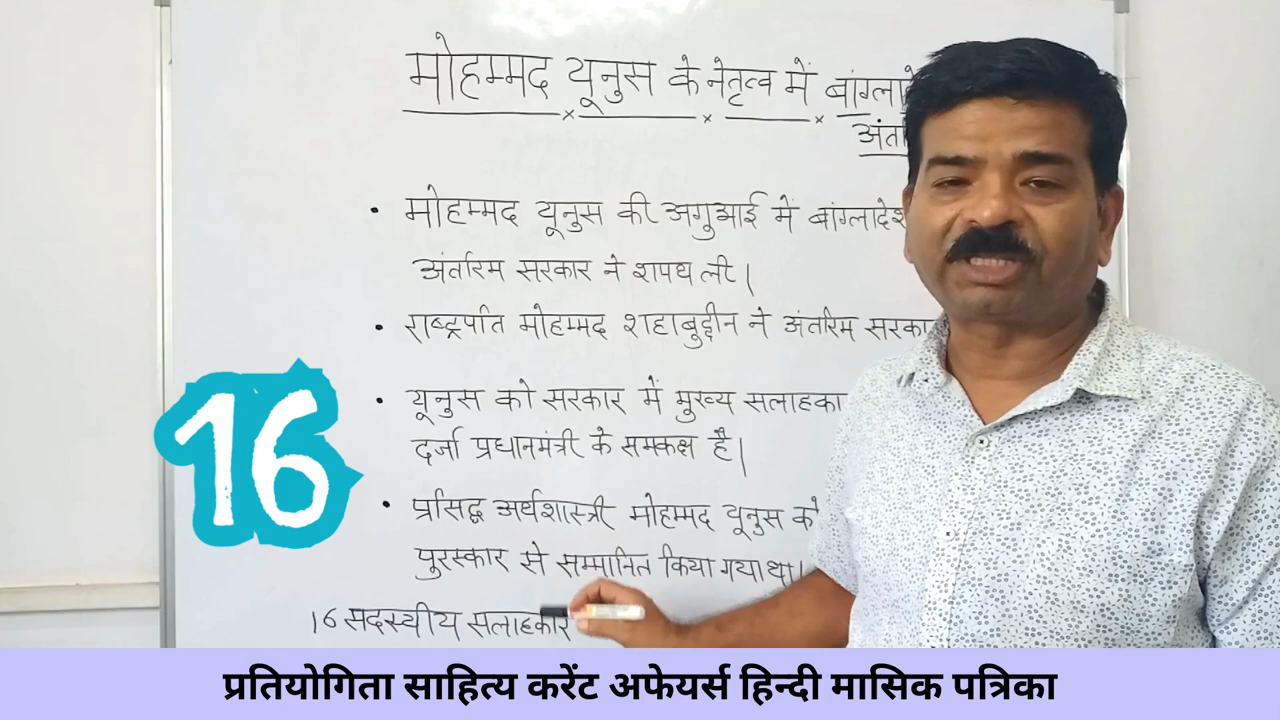 मोहम्मद यूनुस के नेतृत्व में
मोहम्मद यूनुस की अगुआई में बांग्लादेश
अंतरिम सरकार ने शपथ ली।
राष्ट्रपति मोहम्मद शहाबुद्दीन ने अंतरिम
यूनुस को सरकार में मुख्य
दर्जा प्रधानमंत्री के समकक्ष है।
प्रसिद्ध अर्थशास्त्री मोहम्मद यूनुस को
पुरस्कार से सम्मानित किया गया था।
16 सदस्यीय सलाहकार
16
प्रतियोगिता साहित्य करेंट अफेयर्स हिन्दी मासिक पत्रिका